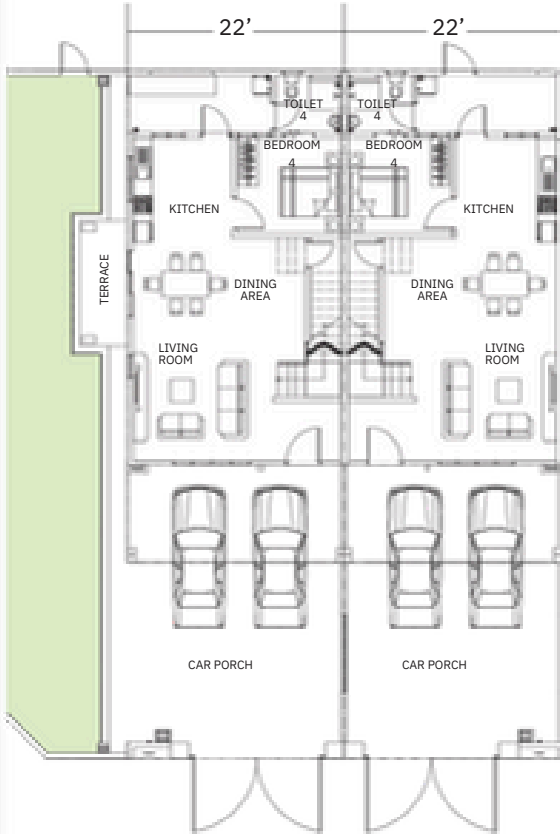 22’ 22’
TOILET
4
TOILET
4
BEDROOM
4
BEDROOM
4
KITCHEN
KITCHEN
TERRACE
DINING
AREA
DINING
AREA
LIVING
ROOM
LIVING
ROOM
CAR PORCH
CAR PORCH